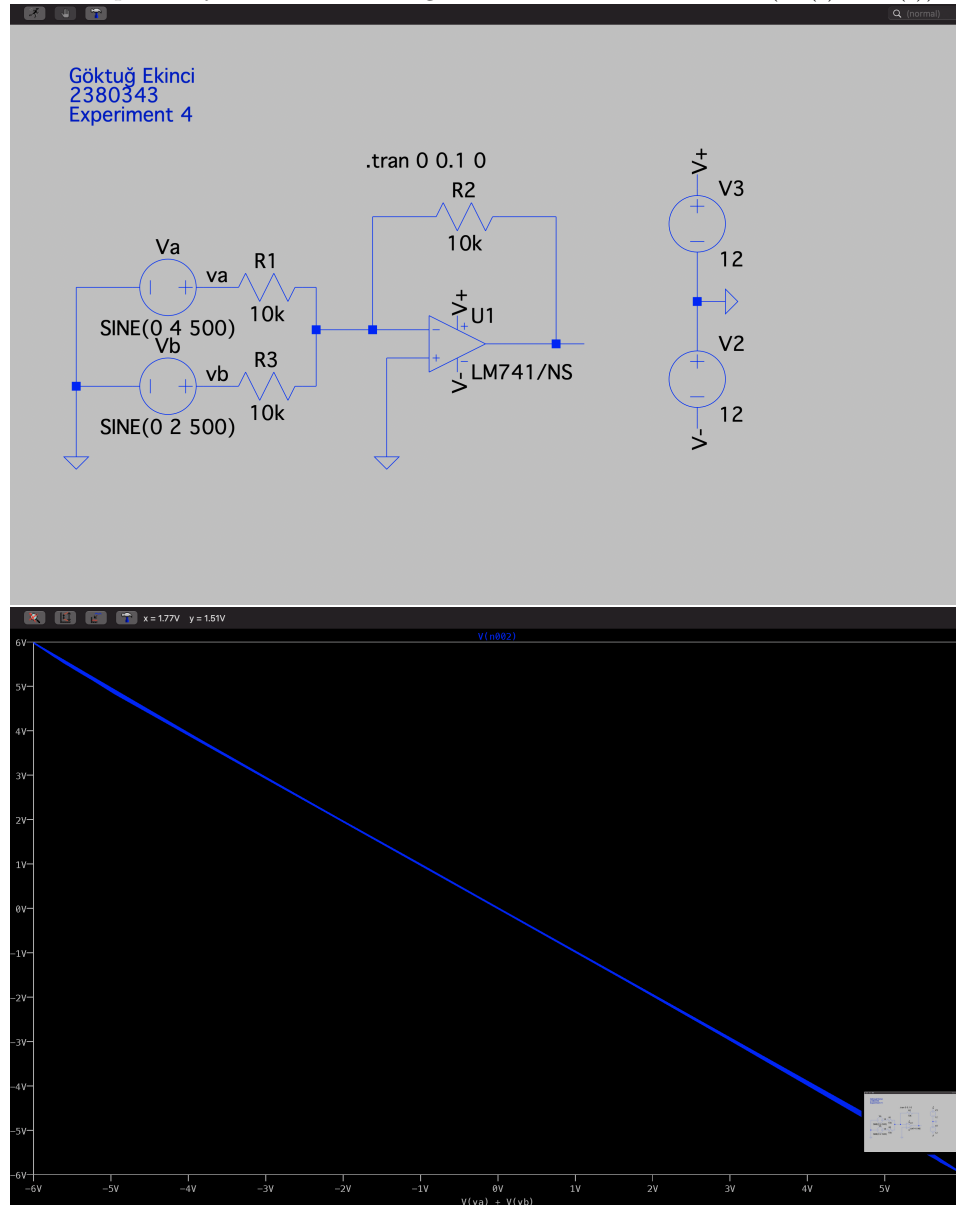 (normal)
Göktuğ Ekinci
2380343
Experiment 4
.tran 0 0.1 0
R2
10k
Va
va
R1
10k
SINE(0 4 500)
Vb
vb
R3
10k
SINE(0 2 500)
V+
U1
LM741/NS
V-
V+
V3
12
V2
12
V-
x = 1.77V y = 1.51V
V(n002)
6V
5V
4V
3V
2V
1V
0V
-1V
-2V
-3V
-4V
-5V
-6V
-6V -5V -4V -3V -2V -1V 0V 1V 2V 3V 4V 5V
V(va) + V(vb)